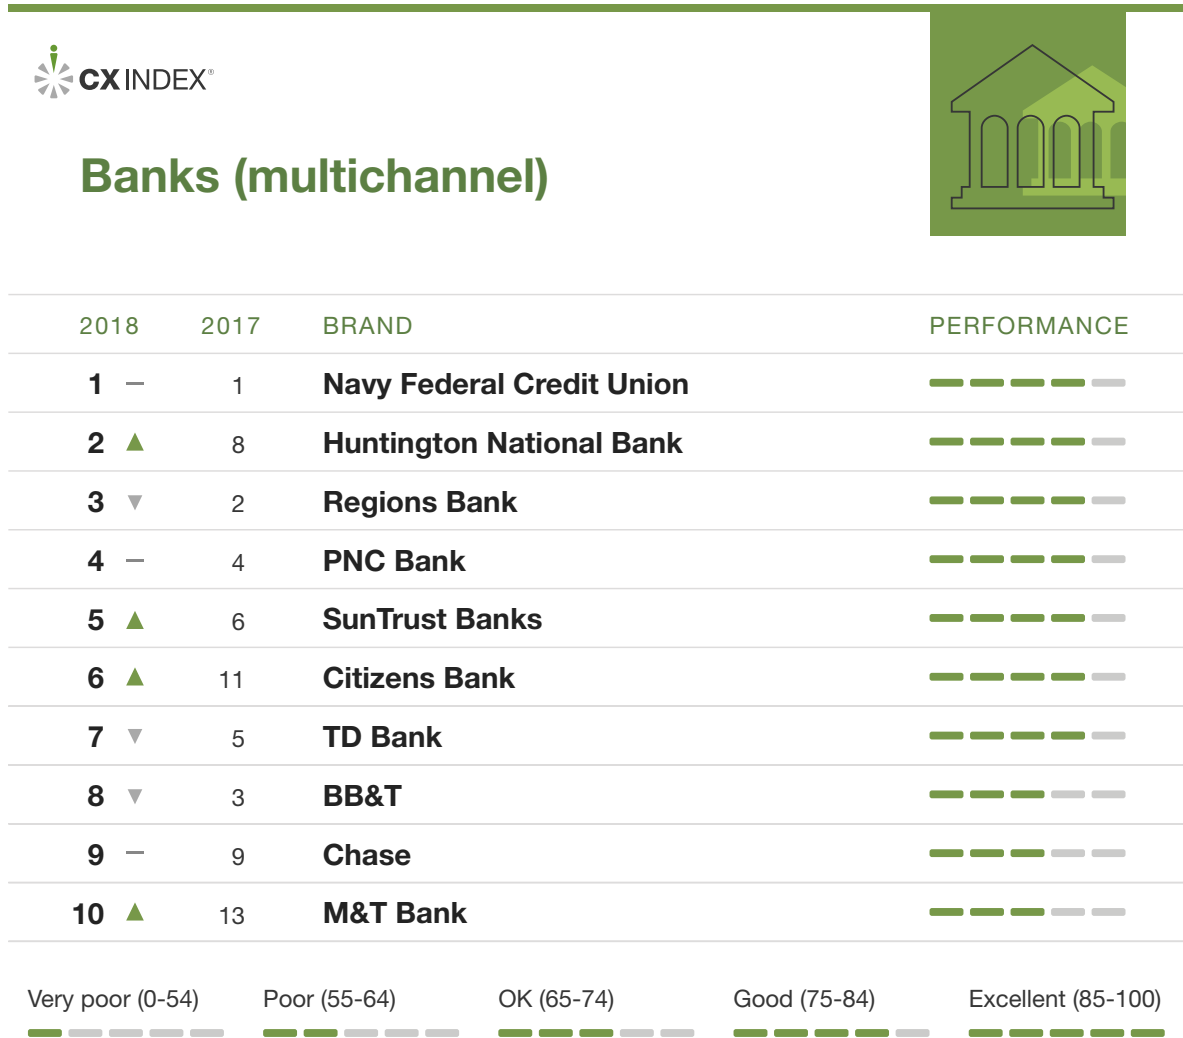 CX INDEX®
Banks (multichannel)
2018 2017 BRAND PERFORMANCE
1 – 1 Navy Federal Credit Union
2 ▲ 8 Huntington National Bank
3 ▼ 2 Regions Bank
4 – 4 PNC Bank
5 ▲ 6 SunTrust Banks
6 ▲ 11 Citizens Bank
7 ▼ 5 TD Bank
8 ▼ 3 BB&T
9 – 9 Chase
10 ▲ 13 M&T Bank
Very poor (0-54) Poor (55-64) OK (65-74) Good (75-84) Excellent (85-100)